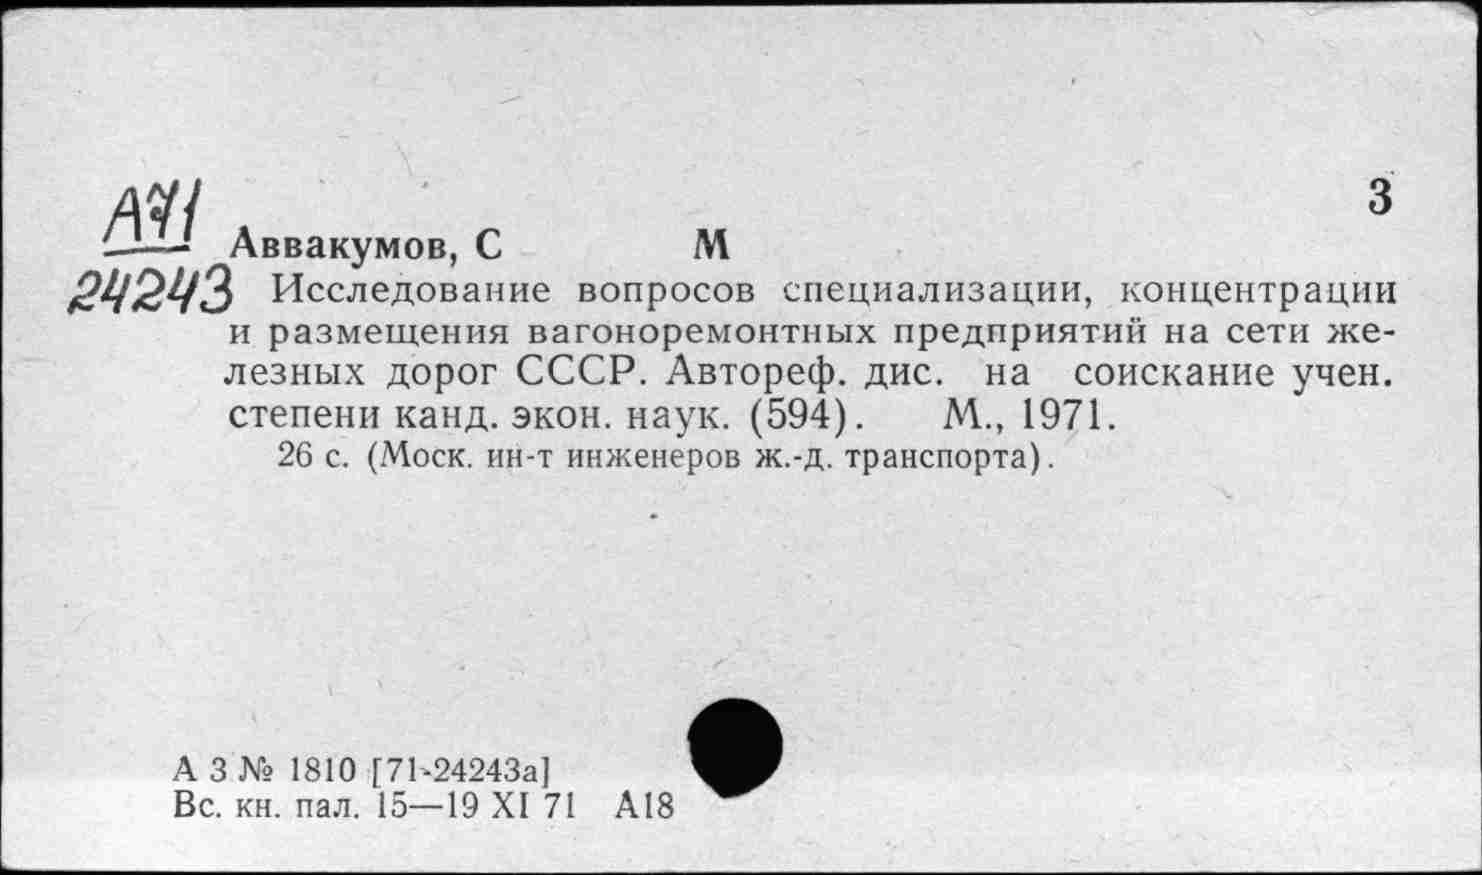 А71
3
Аввакумов, С М
24243
Исследование вопросов специализации, концентрации
и размещения вагоноремонтных предприятий на сети же-
лезных дорог СССР. Автореф. дис. на соискание учен.
степени канд. экон. наук. (594). М., 1971.
26 с. (Моск. ин-т инженеров ж.-д. транспорта).
А 3 № 1810 [71-24243а]
Вс. кн. пал. 15—19 XI 71 А18